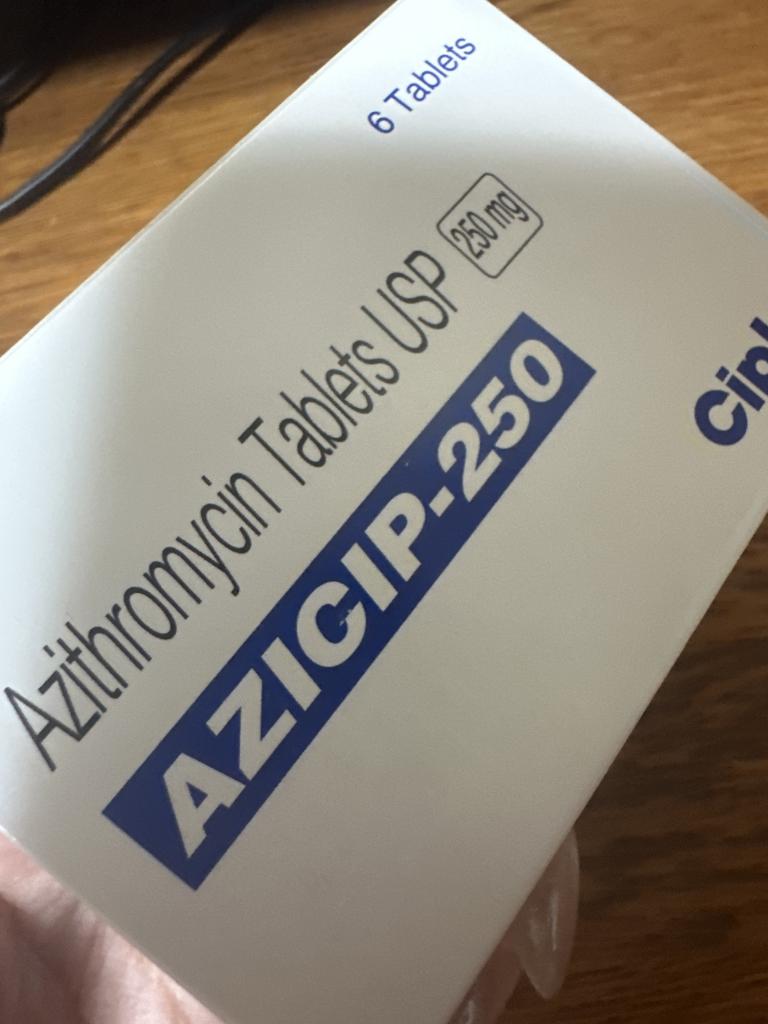 6 Tablets
Azithromycin Tablets USP 250 mg
AZICIP-250